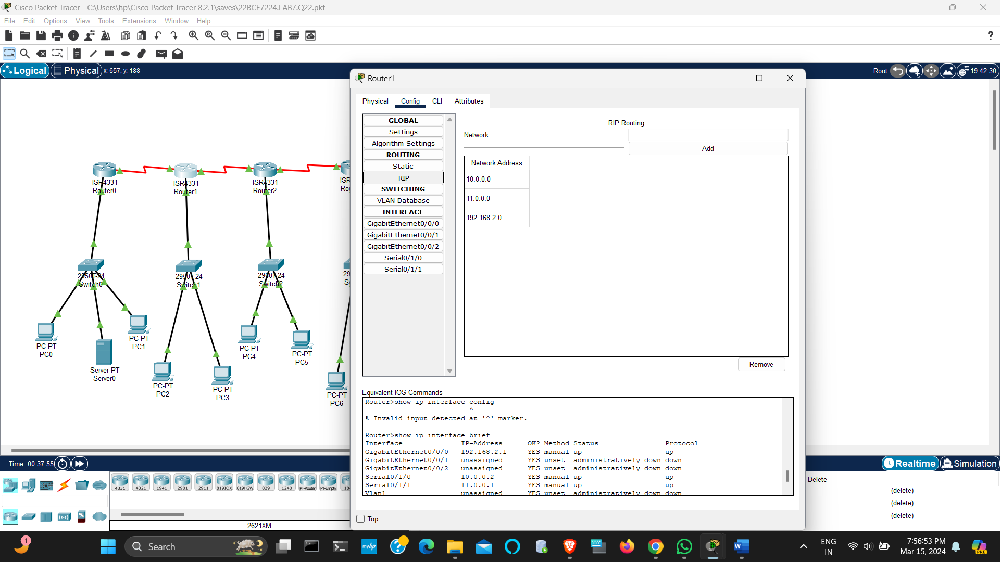 Cisco Packet Tracer - C:\Users\hp\Cisco Packet Tracer 8.2.1\saves\22BCE7224.LAB7.Q22.pkt
File Edit Options View Tools Extensions Window Help
?
Logical Physical x: 657, y: 188
Root 19:42:30
ISR4331
Router0
ISR4331
Router1
ISR4331
Router2
ISR
Rou
2950T-24
Switch0
2950T-24
Switch1
2950T-24
Switch2
29
S
PC-PT
PC0
Server-PT
Server0
PC-PT
PC1
PC-PT
PC2
PC-PT
PC3
PC-PT
PC4
PC-PT
PC5
PC-PT
PC6
Router1
Physical Config CLI Attributes
GLOBAL
Settings
Algorithm Settings
ROUTING
Static
RIP
SWITCHING
VLAN Database
INTERFACE
GigabitEthernet0/0/0
GigabitEthernet0/0/1
GigabitEthernet0/0/2
Serial0/1/0
Serial0/1/1
RIP Routing
Network
Add
Network Address
10.0.0.0
11.0.0.0
192.168.2.0
Remove
Equivalent IOS Commands
Router>show ip interface config
^
% Invalid input detected at '^' marker.
Router>show ip interface brief
Interface IP-Address OK? Method Status Protocol
GigabitEthernet0/0/0 192.168.2.1 YES manual up up
GigabitEthernet0/0/1 unassigned YES unset administratively down down
GigabitEthernet0/0/2 unassigned YES unset administratively down down
Serial0/1/0 10.0.0.2 YES manual up up
Serial0/1/1 11.0.0.1 YES manual up up
Vlan1 unassigned YES unset administratively down down
Top
Time: 00:37:55
Realtime Simulation
4331 4321 1941 2901 2911 819IOX 819HGW 829 1240 PT-Router PT-Empty 18
2621XM
Delete
(delete)
(delete)
(delete)
1
Search
myhp
ENG
IN
7:56:53 PM
Mar 15, 2024
PRE